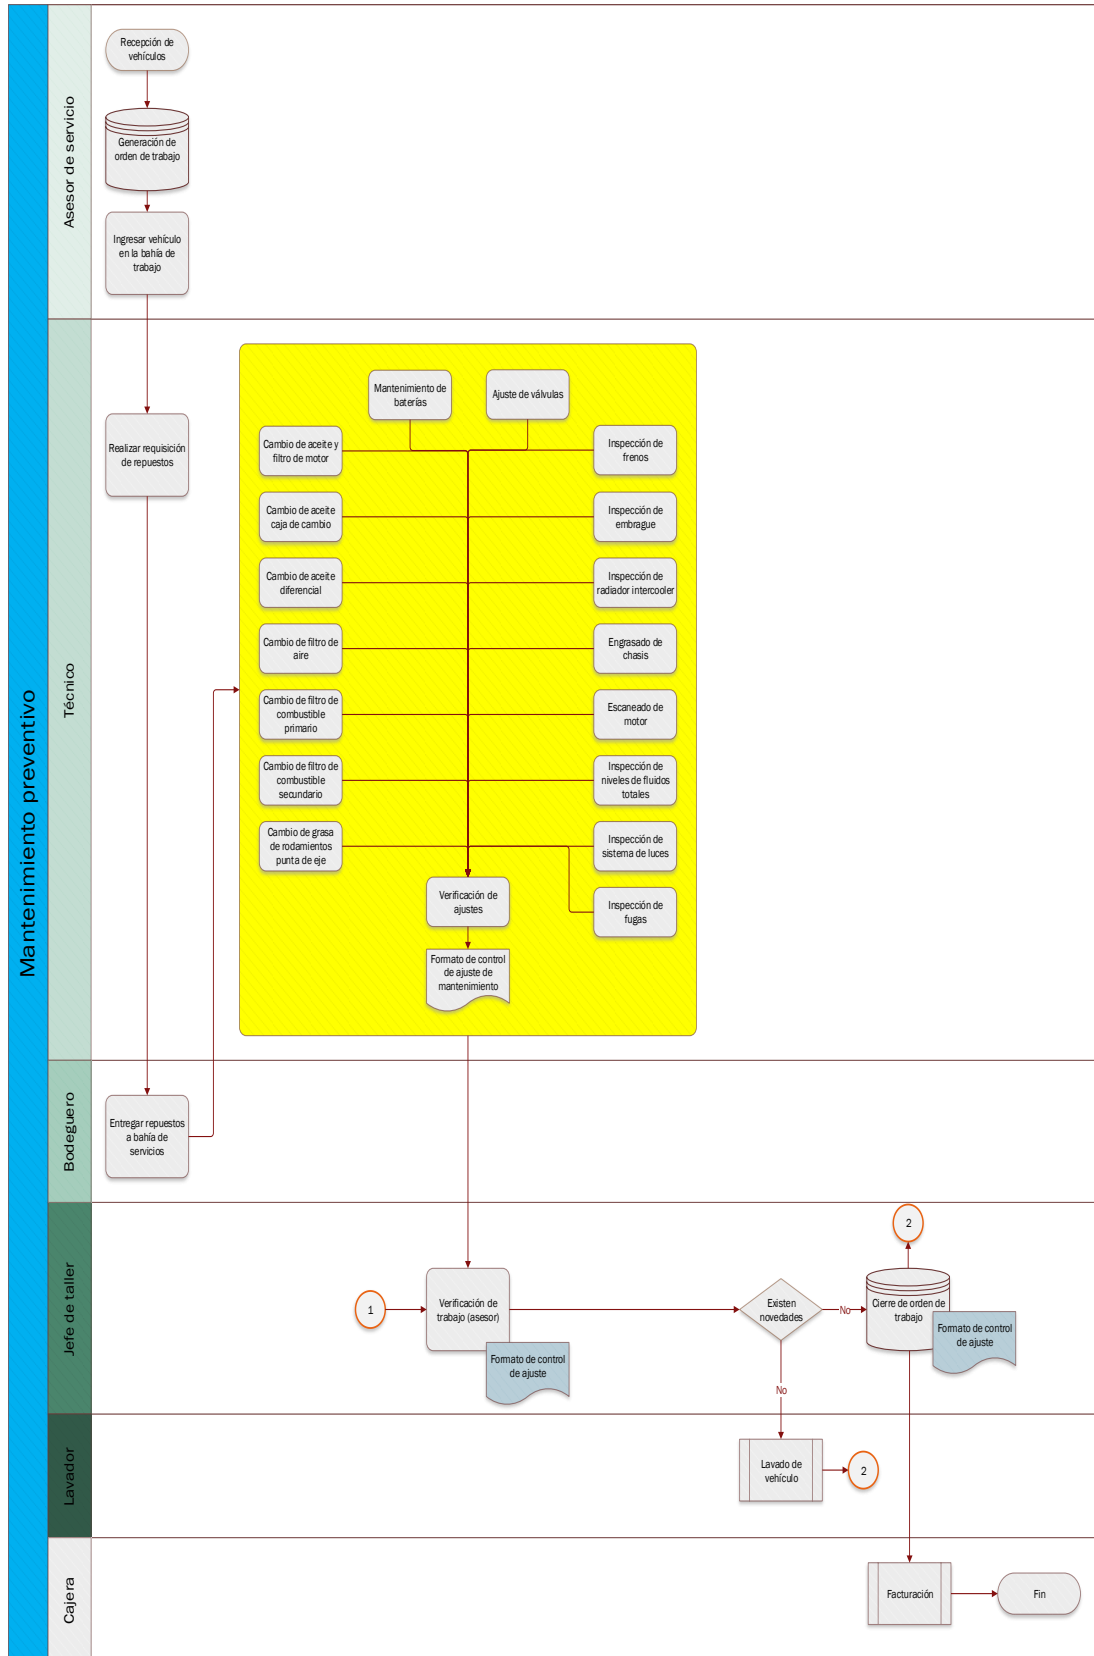 Mantenimiento preventivo
Asesor de servicio
Recepción de
vehículos
Generación de
orden de trabajo
Ingresar vehículo
en la bahía de
trabajo
Técnico
Realizar requisición
de repuestos
Mantenimiento de
baterías
Ajuste de válvulas
Cambio de aceite y
filtro de motor
Inspección de
frenos
Cambio de aceite
caja de cambio
Inspección de
embrague
Cambio de aceite
diferencial
Inspección de
radiador intercooler
Cambio de filtro de
aire
Engrasado de
chasis
Cambio de filtro de
combustible
primario
Escaneado de
motor
Cambio de filtro de
combustible
secundario
Inspección de
niveles de fluidos
totales
Cambio de grasa
de rodamientos
punta de eje
Inspección de
sistema de luces
Verificación de
ajustes
Inspección de
fugas
Formato de control
de ajuste de
mantenimiento
Bodeguero
Entregar repuestos
a bahía de
servicios
Jefe de taller
2
1
Verificación de
trabajo (asesor)
Formato de control
de ajuste
Existen
novedades
No
Cierre de orden de
trabajo
Formato de control
de ajuste
No
Lavador
Lavado de
vehículo
2
Cajera
Facturación
Fin